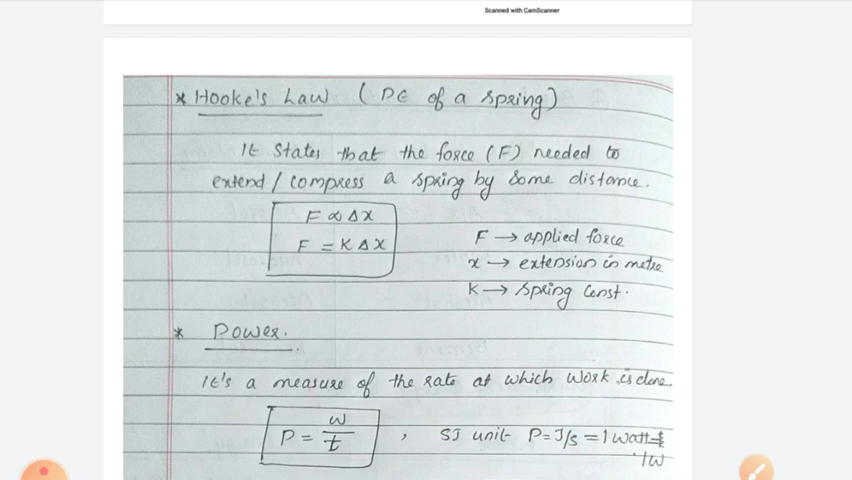 Scanned with CamScanner
* Hooke's Law ( PE of a spring)
It states that the force (F) needed to
extend / compress a spring by some distance.
F ∝ Δx
F = K Δx
F → applied force
x → extension in metre
K → spring const.
* Power.
It's a measure of the rate at which work is done.
P = w/t , SI unit P = J/s = 1 watt =
1W